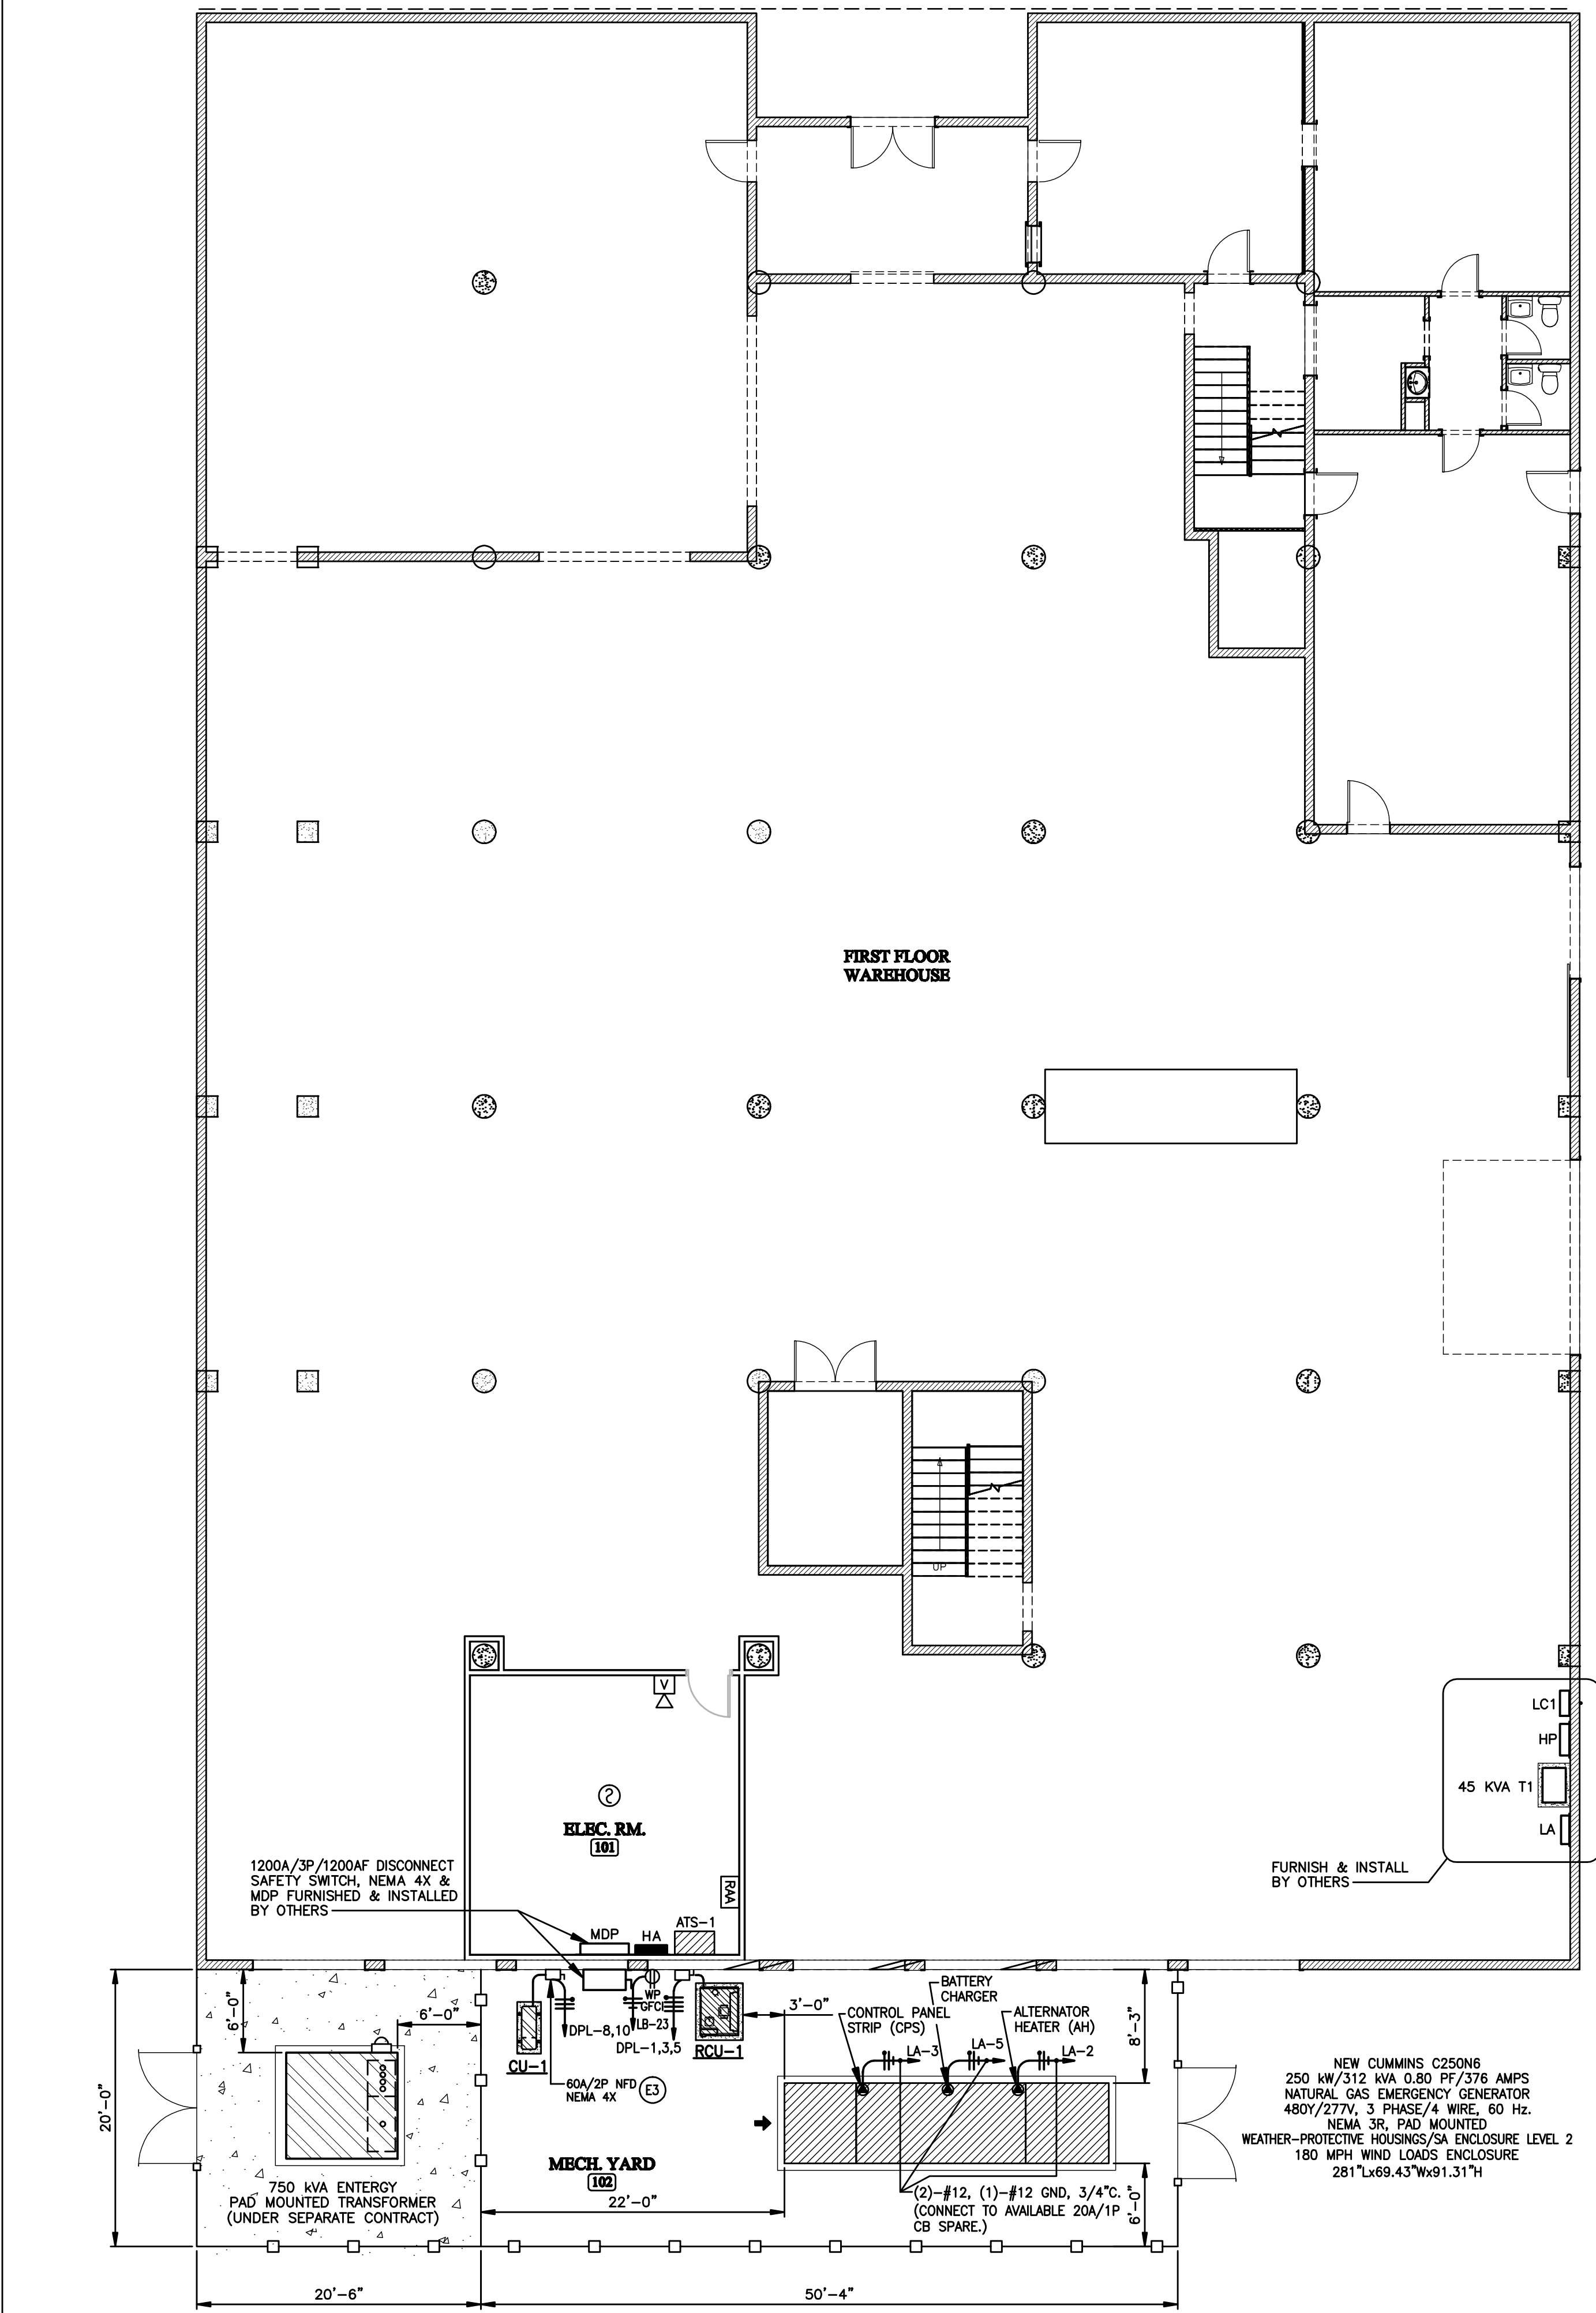 FIRST FLOOR
WAREHOUSE
UP
V
ELEC. RM.
101
RAA
MDP
HA
ATS-1
1200A/3P/1200AF DISCONNECT
SAFETY SWITCH, NEMA 4X &
MDP FURNISHED & INSTALLED
BY OTHERS
LC1
HP
45 KVA T1
LA
FURNISH & INSTALL
BY OTHERS
6'-0"
6'-0"
20'-0"
WP
GFCI
LB-23
DPL-8,10
DPL-1,3,5
CU-1
RCU-1
60A/2P NFD
NEMA 4X
E3
3'-0"
CONTROL PANEL
STRIP (CPS)
BATTERY
CHARGER
ALTERNATOR
HEATER (AH)
LA-3
LA-5
LA-2
8'-3"
NEW CUMMINS C250N6
250 kW/312 kVA 0.80 PF/376 AMPS
NATURAL GAS EMERGENCY GENERATOR
480Y/277V, 3 PHASE/4 WIRE, 60 Hz.
NEMA 3R, PAD MOUNTED
WEATHER-PROTECTIVE HOUSINGS/SA ENCLOSURE LEVEL 2
180 MPH WIND LOADS ENCLOSURE
281"Lx69.43"Wx91.31"H
750 kVA ENTERGY
PAD MOUNTED TRANSFORMER
(UNDER SEPARATE CONTRACT)
MECH. YARD
102
22'-0"
(2)-#12, (1)-#12 GND, 3/4"C.
(CONNECT TO AVAILABLE 20A/1P
CB SPARE.)
6'-0"
20'-6"
50'-4"